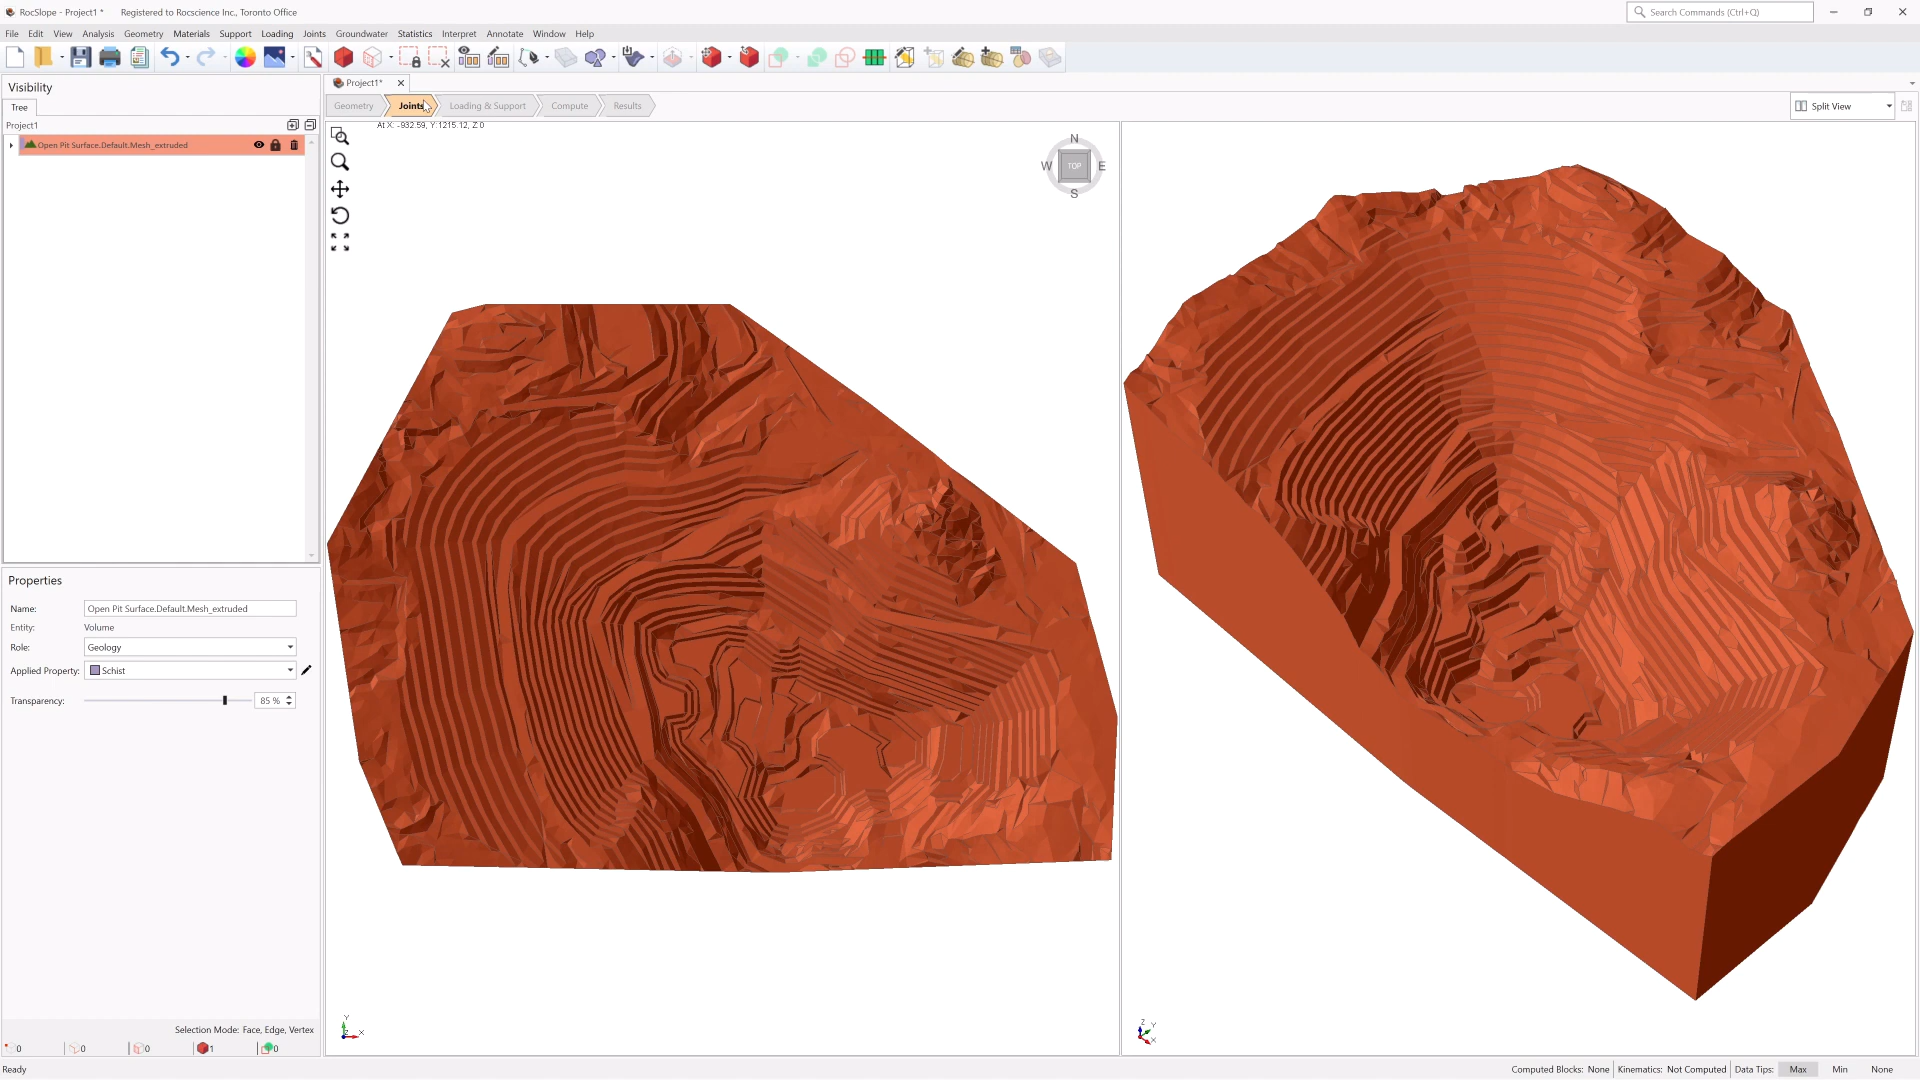 RocSlope - Project1 * Registered to Rocscience Inc., Toronto Office
Search Commands (Ctrl+Q)
File Edit View Analysis Geometry Materials Support Loading Joints Groundwater Statistics Interpret Annotate Window Help
Visibility
Tree
Project1
Open Pit Surface.Default.Mesh_extruded
Project1*
Geometry Joints Loading & Support Compute Results
Split View
At X: -932.59, Y: 1215.12, Z: 0
N
W TOP E
S
Properties
Name: Open Pit Surface.Default.Mesh_extruded
Entity: Volume
Role: Geology
Applied Property: Schist
Transparency: 85 %
Selection Mode: Face, Edge, Vertex
0 0 0 1 0
Y
Z X
Z Y
X
Ready
Computed Blocks: None Kinematics: Not Computed Data Tips: Max Min None